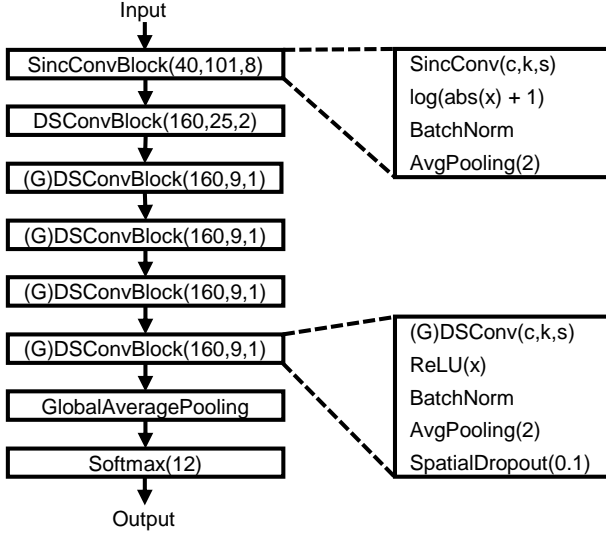 Input
SincConvBlock(40,101,8)
DSConvBlock(160,25,2)
(G)DSConvBlock(160,9,1)
(G)DSConvBlock(160,9,1)
(G)DSConvBlock(160,9,1)
(G)DSConvBlock(160,9,1)
GlobalAveragePooling
Softmax(12)
Output
SincConv(c,k,s)
log(abs(x) + 1)
BatchNorm
AvgPooling(2)
(G)DSConv(c,k,s)
ReLU(x)
BatchNorm
AvgPooling(2)
SpatialDropout(0.1)